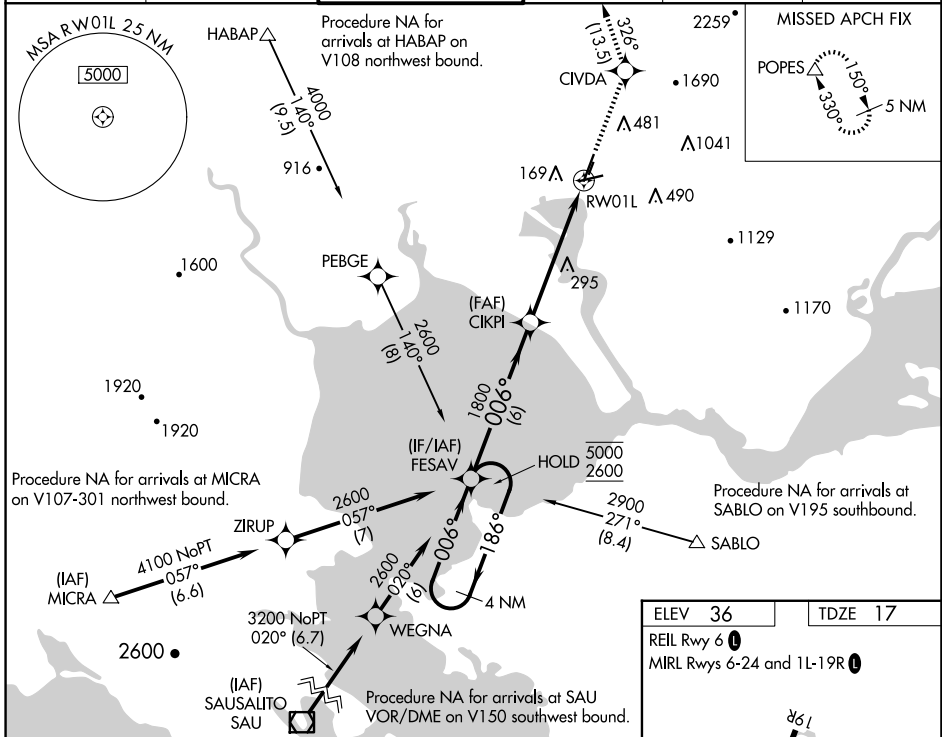 MSA RW01L 25 NM
5000
HABAP
Procedure NA for
arrivals at HABAP on
V108 northwest bound.
4000
140°
(9.5)
326°
(13.5)
2259
CIVDA
1690
MISSED APCH FIX
POPES
150°
330°
5 NM
481
1041
916
169
RW01L
490
1129
1600
PEBGE
295
1170
(FAF)
CIKPI
2600
140°
(8)
1800
006°
(6)
1920
1920
(IF/IAF)
FESAV
HOLD
5000
2600
Procedure NA for arrivals at MICRA
on V107-301 northwest bound.
Procedure NA for arrivals at
SABLO on V195 southbound.
2600
057°
(7)
ZIRUP
2900
271°
(8.4)
SABLO
4100 NoPT
057°
(6.6)
(IAF)
MICRA
006°
186°
4 NM
2600
020°
(6)
WEGNA
3200 NoPT
020° (6.7)
2600
(IAF)
SAUSALITO
SAU
Procedure NA for arrivals at SAU
VOR/DME on V150 southwest bound.
ELEV 36
TDZE 17
REIL Rwy 6 L
MIRL Rwys 6-24 and 1L-19R L
19R